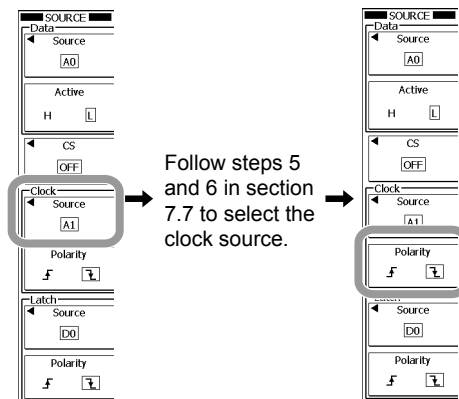 SOURCE
Data
Source
A0
Active
H L
CS
OFF
Clock
Source
A1
Polarity
Latch
Source
D0
Polarity
Follow steps 5
and 6 in section
7.7 to select the
clock source.
SOURCE
Data
Source
A0
Active
H L
CS
OFF
Clock
Source
A1
Polarity
Latch
Source
D0
Polarity